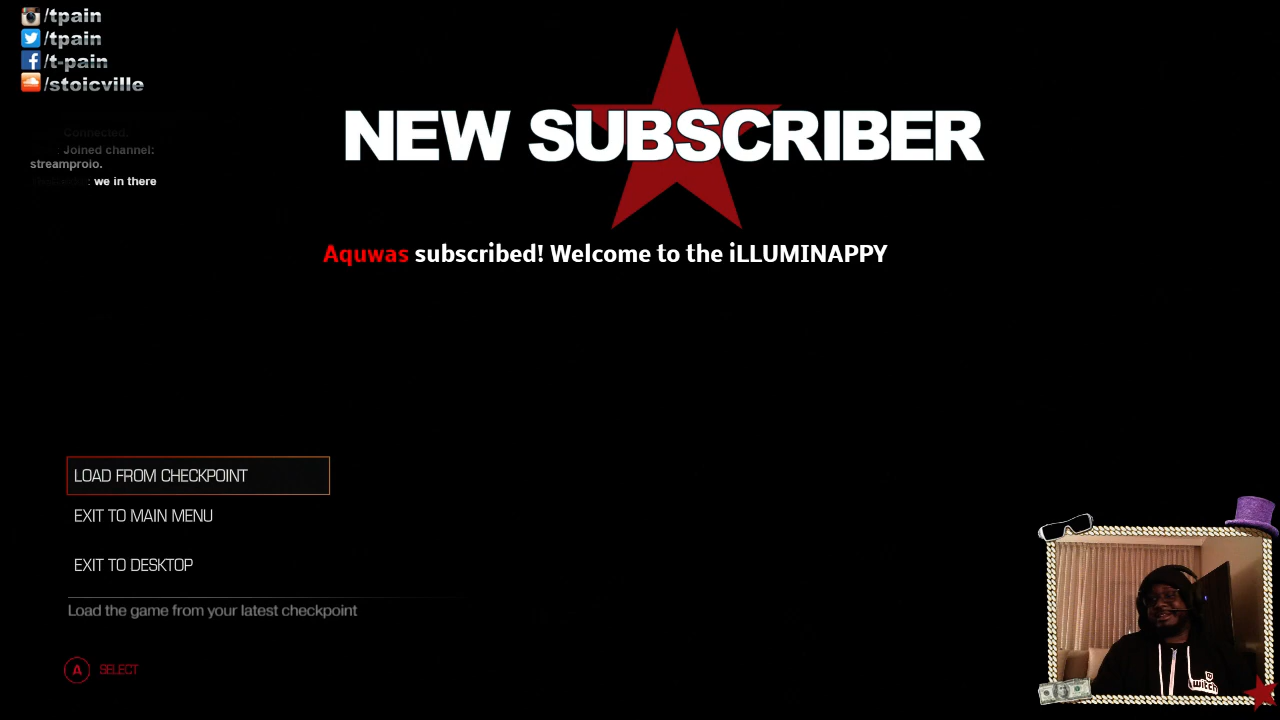 /tpain
/tpain
/t-pain
/stoicville
Connected.
: Joined channel:
streamproio.
: we in there
NEW SUBSCRIBER
Aquwas subscribed! Welcome to the iLLUMINAPPY
LOAD FROM CHECKPOINT
EXIT TO MAIN MENU
EXIT TO DESKTOP
Load the game from your latest checkpoint
A SELECT
twitch